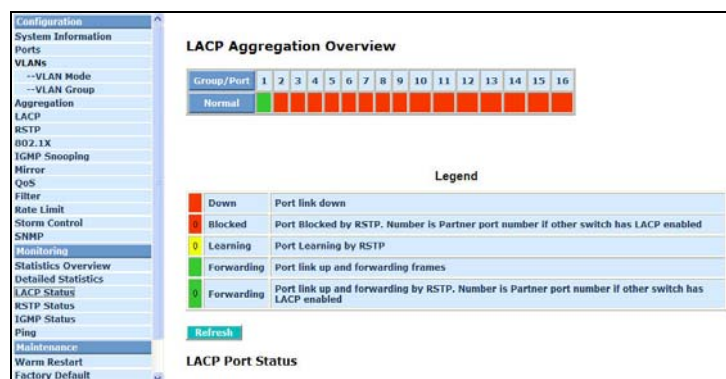 Configuration
System Information
Ports
VLANs
--VLAN Mode
--VLAN Group
Aggregation
LACP
RSTP
802.1X
IGMP Snooping
Mirror
QoS
Filter
Rate Limit
Storm Control
SNMP
Monitoring
Statistics Overview
Detailed Statistics
LACP Status
RSTP Status
IGMP Status
Ping
Maintenance
Warm Restart
Factory Default
LACP Aggregation Overview
Group/Port 1 2 3 4 5 6 7 8 9 10 11 12 13 14 15 16
Normal
Legend
Down Port link down
0 Blocked Port Blocked by RSTP. Number is Partner port number if other switch has LACP enabled
0 Learning Port Learning by RSTP
Forwarding Port link up and forwarding frames
0 Forwarding Port link up and forwarding by RSTP. Number is Partner port number if other switch has
LACP enabled
Refresh
LACP Port Status